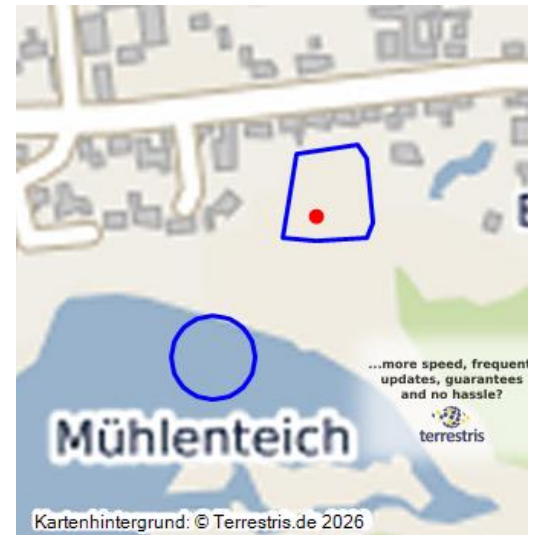 ...more speed, frequent
updates, guarantees
and no hassle?
terrestris
Mühlenteich
Kartenhintergrund: © Terrestris.de 2026